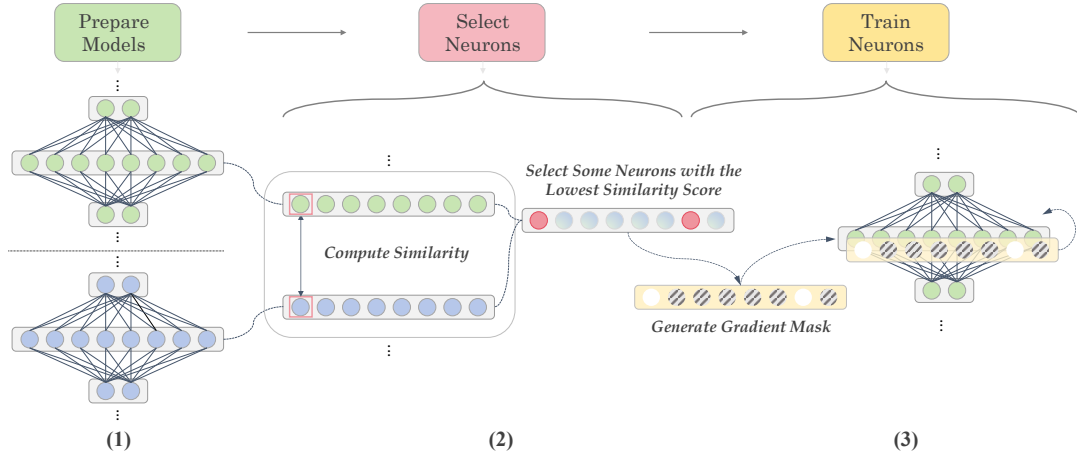 Prepare
Models
Select
Neurons
Train
Neurons
Select Some Neurons with the
Lowest Similarity Score
Compute Similarity
Generate Gradient Mask
(1)
(2)
(3)